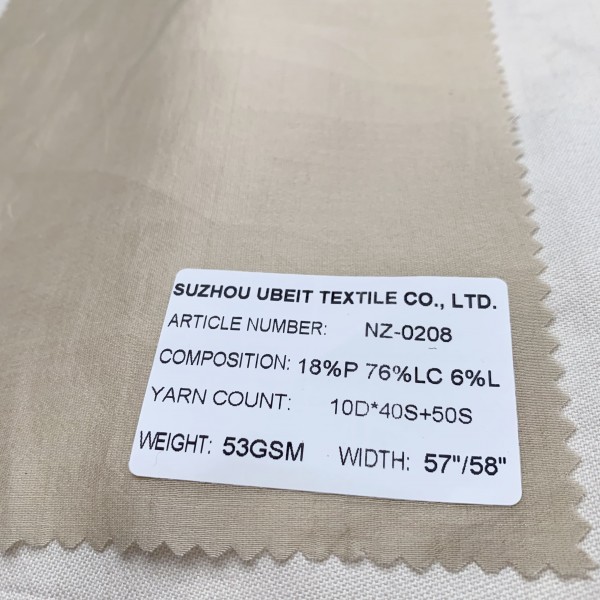 SUZHOU UBEIT TEXTILE CO., LTD.
ARTICLE NUMBER: NZ-0208
COMPOSITION: 18%P 76%LC 6%L
YARN COUNT: 10D*40S+50S
WEIGHT: 53GSM WIDTH: 57"/58"